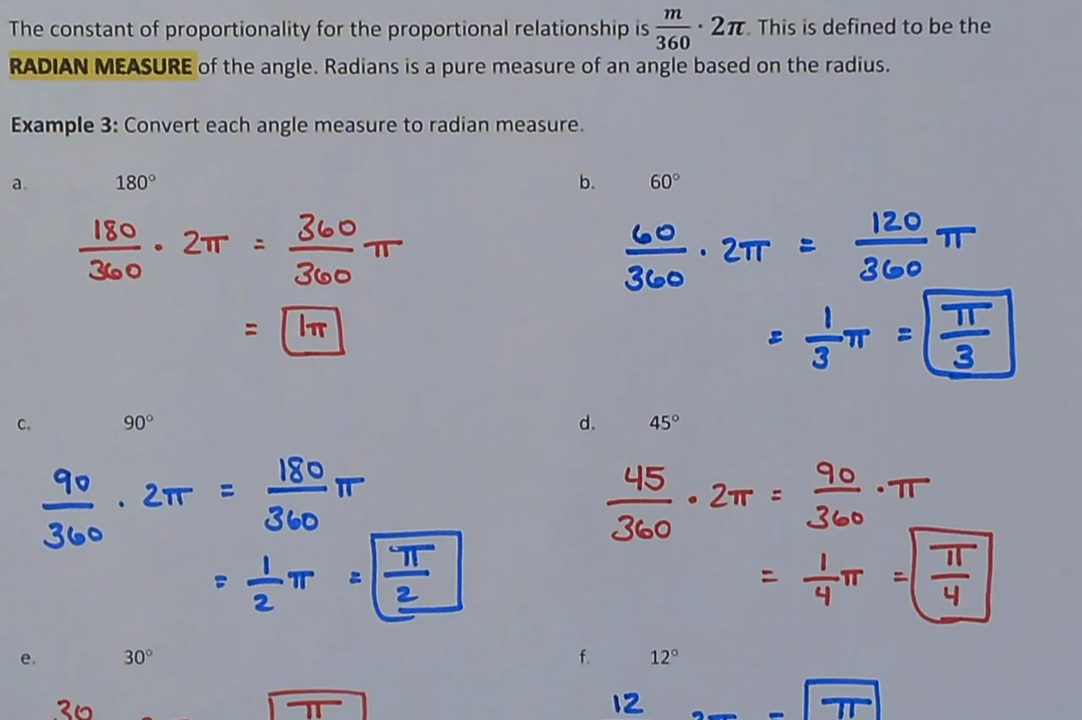 The constant of proportionality for the proportional relationship is m/360 · 2π. This is defined to be the
RADIAN MEASURE of the angle. Radians is a pure measure of an angle based on the radius.
Example 3: Convert each angle measure to radian measure.
a. 180°
180/360 · 2π = 360/360 π
= 1π
b. 60°
60/360 · 2π = 120/360 π
= 1/3 π = π/3
c. 90°
90/360 · 2π = 180/360 π
= 1/2 π = π/2
d. 45°
45/360 · 2π = 90/360 · π
= 1/4 π = π/4
e. 30°
30 π
f. 12°
12 2π = π